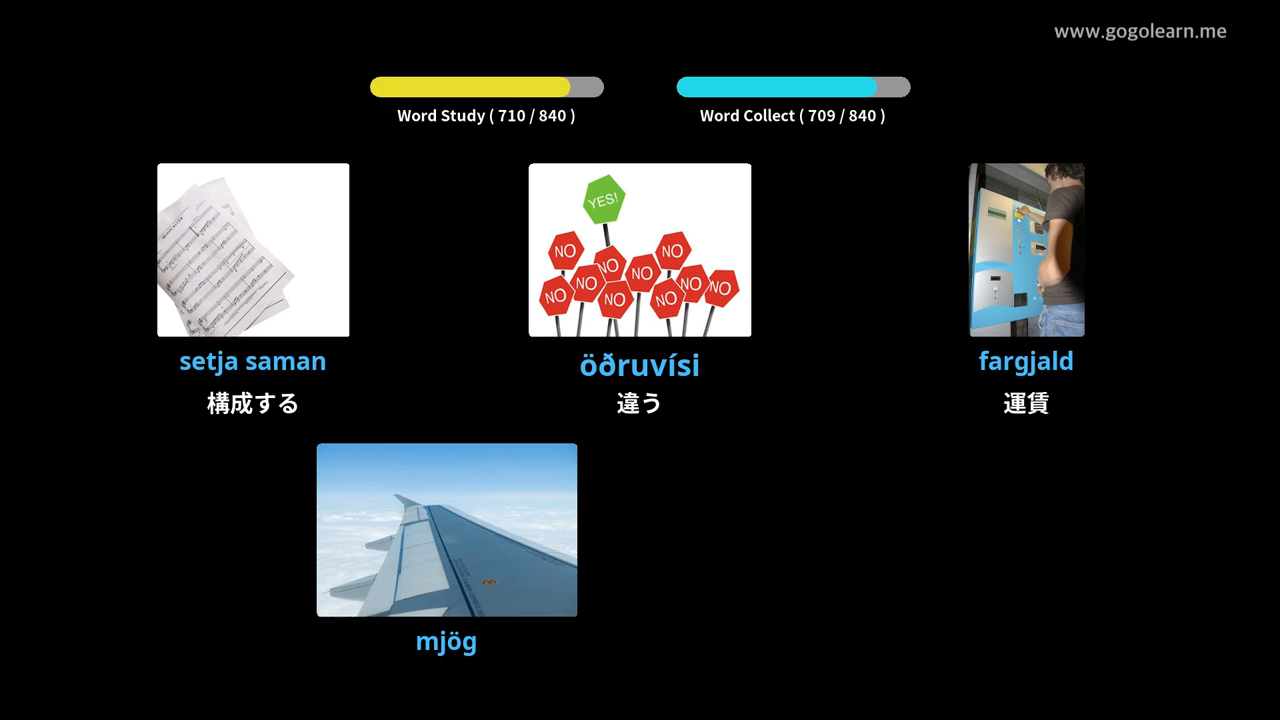 www.gogolearn.me
Word Study ( 710 / 840 )
Word Collect ( 709 / 840 )
YES!
NO
NO
NO
NO
NO
NO
NO
NO
NO
NO
setja saman
öðruvísi
fargjald
構成する
違う
運賃
mjög